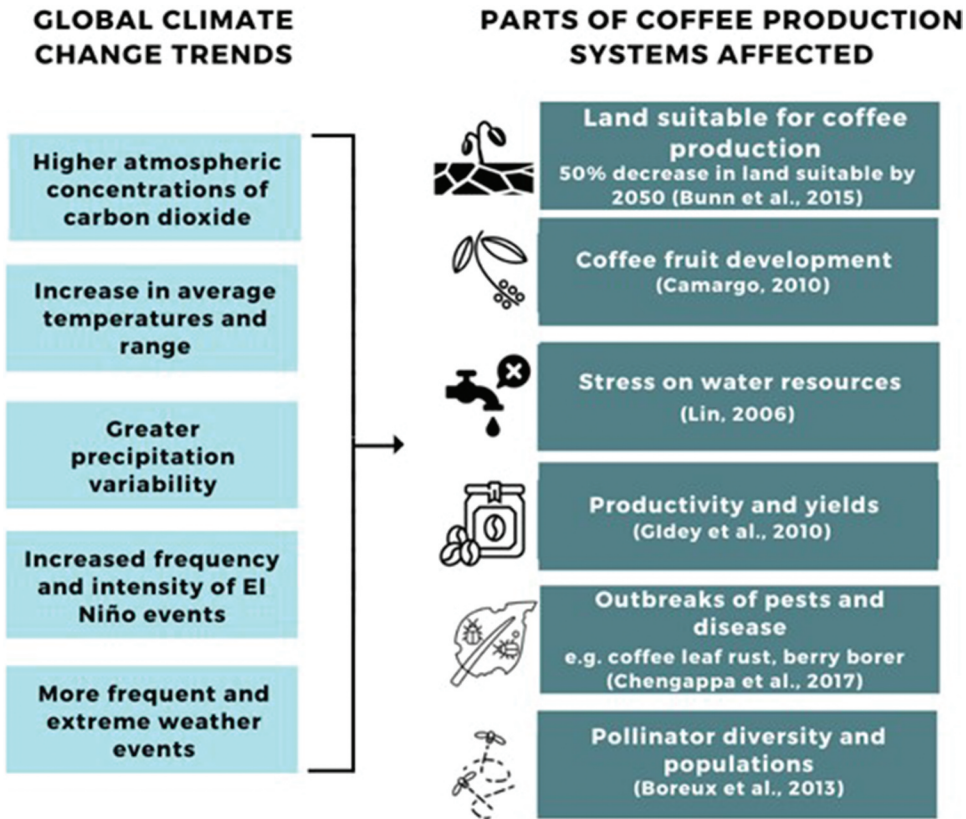 GLOBAL CLIMATE
CHANGE TRENDS
Higher atmospheric
concentrations of
carbon dioxide
Increase in average
temperatures and
range
Greater
precipitation
variability
Increased frequency
and intensity of El
Niño events
More frequent and
extreme weather
events
PARTS OF COFFEE PRODUCTION
SYSTEMS AFFECTED
Land suitable for coffee
production
50% decrease in land suitable by
2050 (Bunn et al., 2015)
Coffee fruit development
(Camargo, 2010)
Stress on water resources
(Lin, 2006)
Productivity and yields
(GIdey et al., 2010)
Outbreaks of pests and
disease
e.g. coffee leaf rust, berry borer
(Chengappa et al., 2017)
Pollinator diversity and
populations
(Boreux et al., 2013)